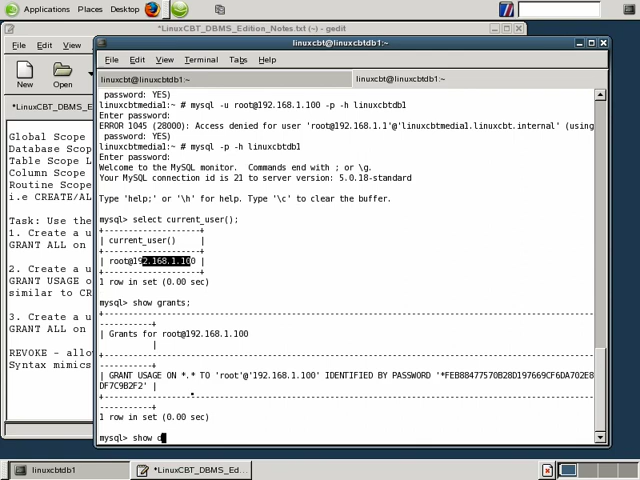 Applications Places Desktop
*LinuxCBT_DBMS_Edition_Notes.txt (~) - gedit
File Edit View
New Open
*LinuxCBT_DBMS_E
Global Scope
Database Scop
Table Scope L
Column Scope
Routine Scope
i.e CREATE/AL
Task: Use the
1. Create a u
GRANT ALL on
2. Create a u
GRANT USAGE o
similar to CR
3. Create a u
GRANT ALL on
REVOKE - allo
Syntax mimics
linuxcbt@linuxcbtdb1:~
File Edit View Terminal Tabs Help
linuxcbt@linuxcbtdb1:~ linuxcbt@linuxcbtdb1:~
password: YES)
linuxcbtmedia1:~ # mysql -u root@192.168.1.100 -p -h linuxcbtdb1
Enter password:
ERROR 1045 (28000): Access denied for user 'root@192.168.1.1'@'linuxcbtmedia1.linuxcbt.internal' (using
password: YES)
linuxcbtmedia1:~ # mysql -p -h linuxcbtdb1
Enter password:
Welcome to the MySQL monitor.  Commands end with ; or \g.
Your MySQL connection id is 21 to server version: 5.0.18-standard
Type 'help;' or '\h' for help. Type '\c' to clear the buffer.
mysql> select current_user();
+--------------------+
| current_user()     |
+--------------------+
| root@192.168.1.100 |
+--------------------+
1 row in set (0.00 sec)
mysql> show grants;
| Grants for root@192.168.1.100
|
| GRANT USAGE ON *.* TO 'root'@'192.168.1.100' IDENTIFIED BY PASSWORD '*FEB88477570B28D197669CF6DA702E8
DF7C9B2F2' |
1 row in set (0.00 sec)
mysql> show d
linuxcbtdb1 *LinuxCBT_DBMS_Ed...